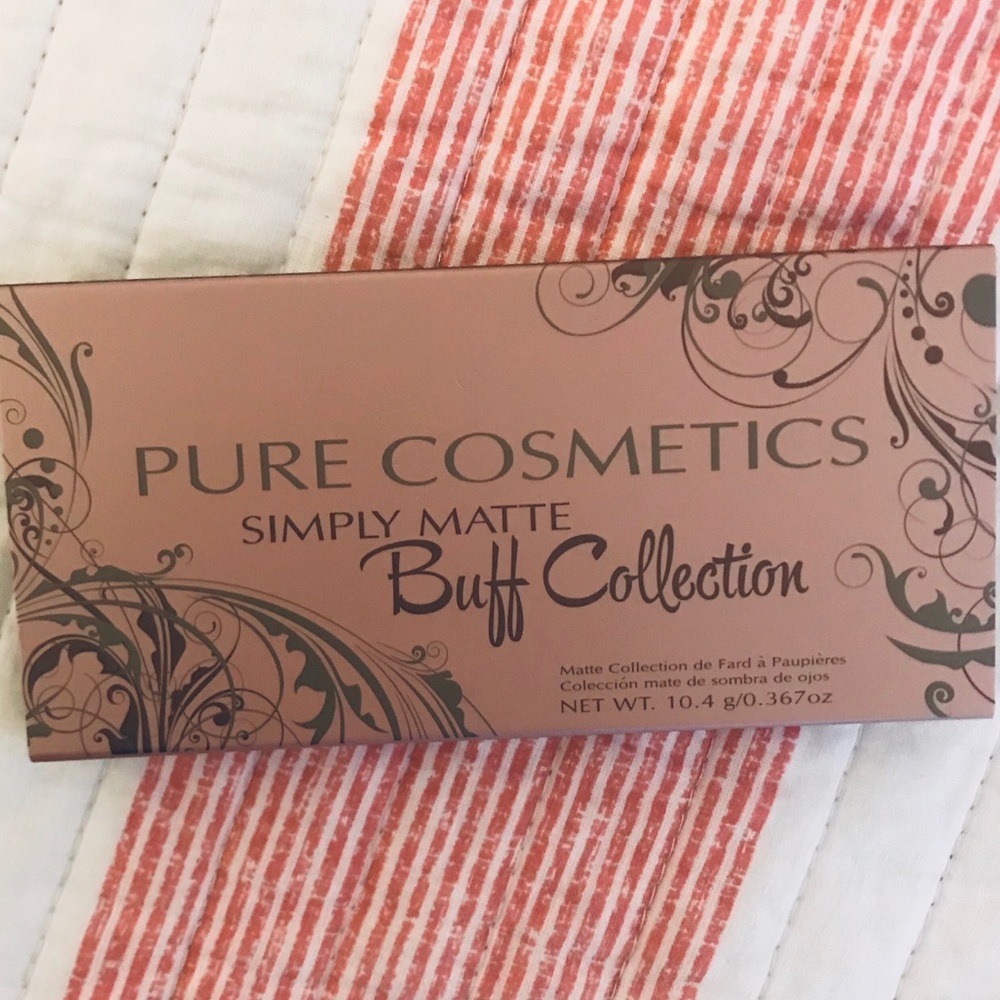 PURE COSMETICS
SIMPLY MATTE
Buff Collection
Matte Collection de Fard à Paupières
Colección mate de sombra de ojos
NET WT. 10.4 g/0.367oz